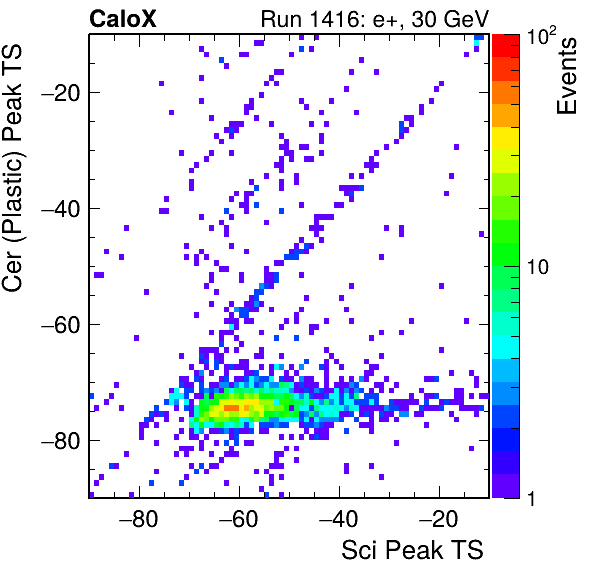 CaloX Run 1416: e+, 30 GeV
Cer (Plastic) Peak TS
−20
−40
−60
−80
−80 −60 −40 −20
Sci Peak TS
10²
10
1
Events